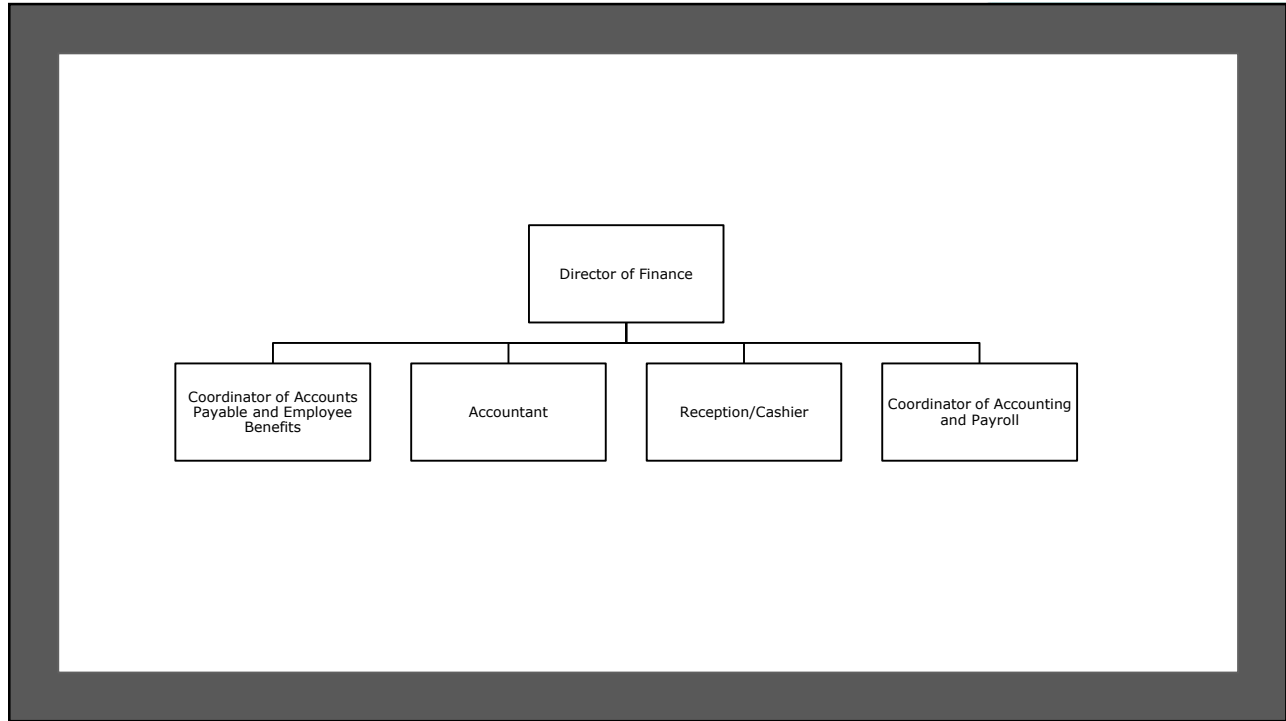 Director of Finance
Coordinator of Accounts
Payable and Employee
Benefits
Accountant
Reception/Cashier
Coordinator of Accounting
and Payroll